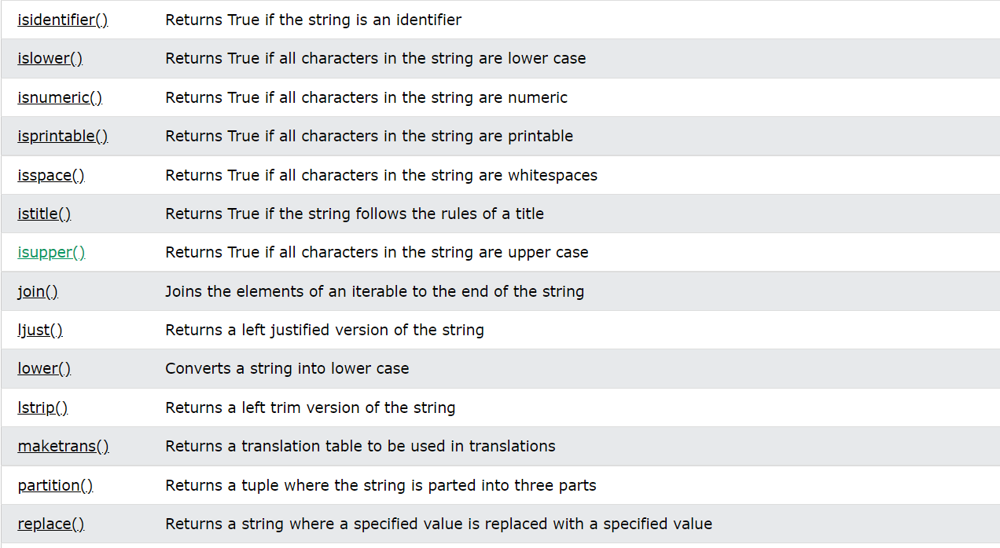 isidentifier() Returns True if the string is an identifier
islower() Returns True if all characters in the string are lower case
isnumeric() Returns True if all characters in the string are numeric
isprintable() Returns True if all characters in the string are printable
isspace() Returns True if all characters in the string are whitespaces
istitle() Returns True if the string follows the rules of a title
isupper() Returns True if all characters in the string are upper case
join() Joins the elements of an iterable to the end of the string
ljust() Returns a left justified version of the string
lower() Converts a string into lower case
lstrip() Returns a left trim version of the string
maketrans() Returns a translation table to be used in translations
partition() Returns a tuple where the string is parted into three parts
replace() Returns a string where a specified value is replaced with a specified value